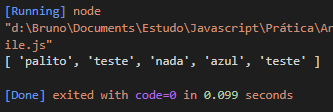 [Running] node
"d:\Bruno\Documents\Estudo\Javascript\Prática\Ar
ile.js"
[ 'palito', 'teste', 'nada', 'azul', 'teste' ]
[Done] exited with code=0 in 0.099 seconds